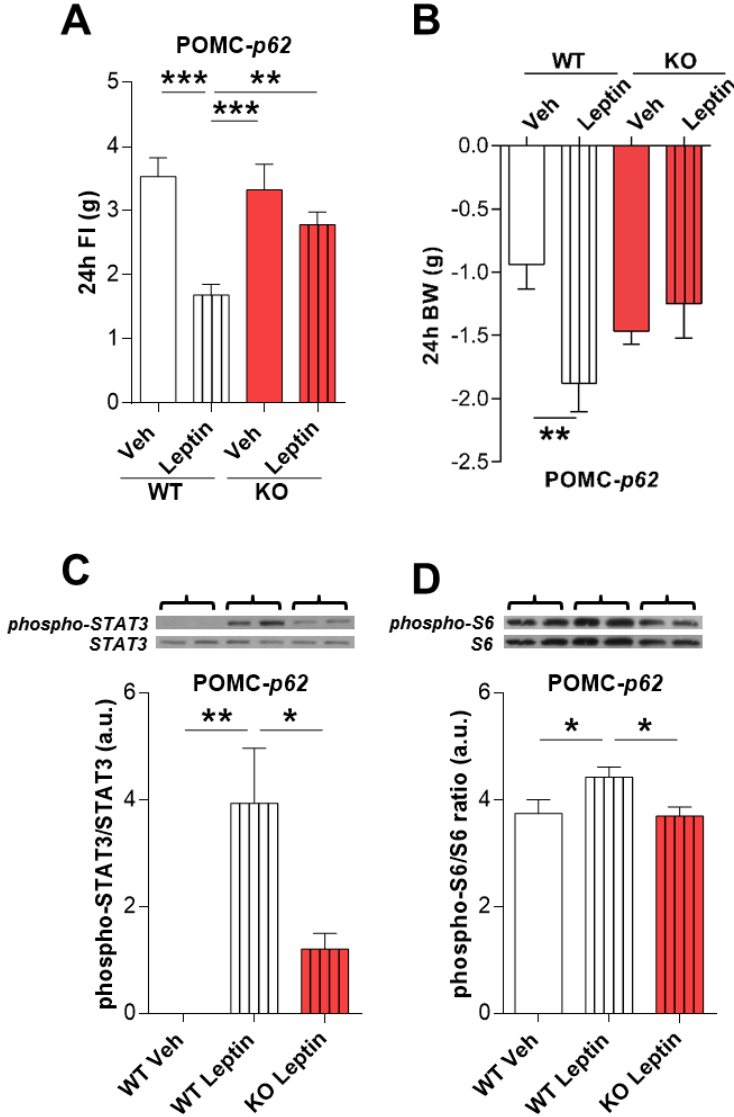 A
POMC-p62
*** **
***
24h FI (g)
5
4
3
2
1
0
Veh
Leptin
Veh
Leptin
WT KO
B
WT KO
Veh
Leptin
Veh
Leptin
24h BW (g)
0.0
-0.5
-1.0
-1.5
-2.0
-2.5
**
POMC-p62
C
phospho-STAT3
STAT3
POMC-p62
** *
phospho-STAT3/STAT3 (a.u.)
6
4
2
0
WT Veh
WT Leptin
KO Leptin
D
phospho-S6
S6
POMC-p62
* *
phospho-S6/S6 ratio (a.u.)
6
4
2
0
WT Veh
WT Leptin
KO Leptin